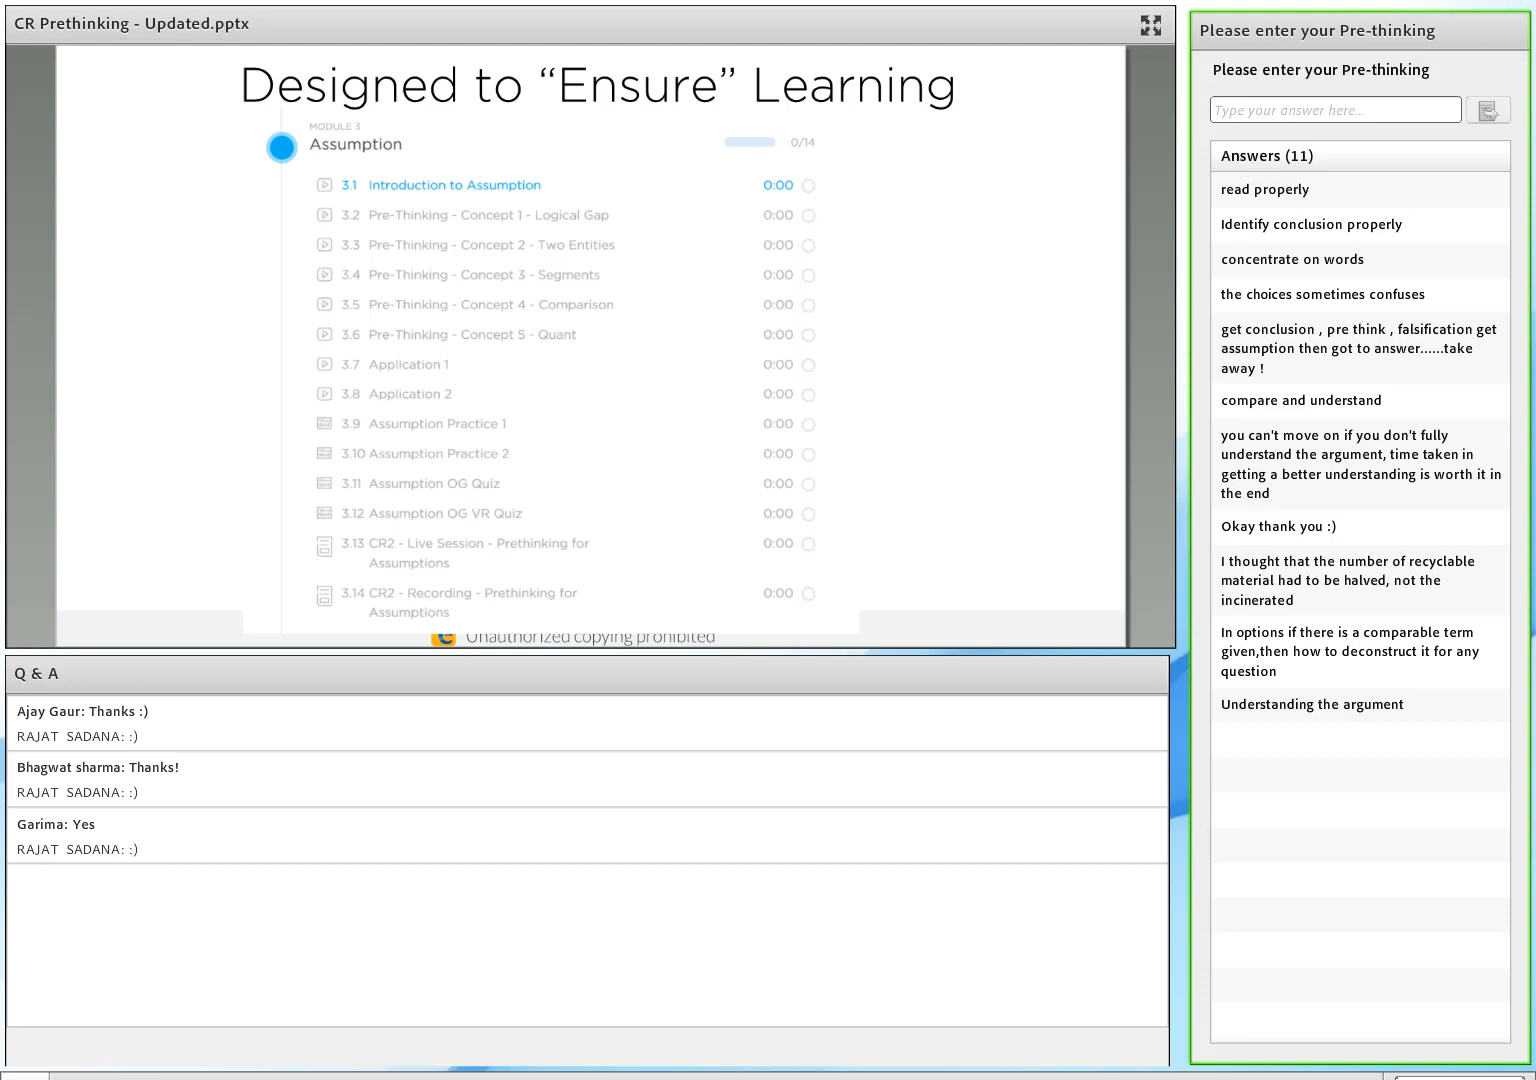 CR Prethinking - Updated.pptx
Designed to “Ensure” Learning
MODULE 3
Assumption
0/14
3.1 Introduction to Assumption 0:00
3.2 Pre-Thinking - Concept 1 - Logical Gap 0:00
3.3 Pre-Thinking - Concept 2 - Two Entities 0:00
3.4 Pre-Thinking - Concept 3 - Segments 0:00
3.5 Pre-Thinking - Concept 4 - Comparison 0:00
3.6 Pre-Thinking - Concept 5 - Quant 0:00
3.7 Application 1 0:00
3.8 Application 2 0:00
3.9 Assumption Practice 1 0:00
3.10 Assumption Practice 2 0:00
3.11 Assumption OG Quiz 0:00
3.12 Assumption OG VR Quiz 0:00
3.13 CR2 - Live Session - Prethinking for 0:00
Assumptions
3.14 CR2 - Recording - Prethinking for 0:00
Assumptions
Unauthorized copying prohibited
Q & A
Ajay Gaur: Thanks :)
RAJAT SADANA: :)
Bhagwat sharma: Thanks!
RAJAT SADANA: :)
Garima: Yes
RAJAT SADANA: :)
Please enter your Pre-thinking
Please enter your Pre-thinking
Type your answer here...
Answers (11)
read properly
Identify conclusion properly
concentrate on words
the choices sometimes confuses
get conclusion , pre think , falsification get
assumption then got to answer......take
away !
compare and understand
you can't move on if you don't fully
understand the argument, time taken in
getting a better understanding is worth it in
the end
Okay thank you :)
I thought that the number of recyclable
material had to be halved, not the
incinerated
In options if there is a comparable term
given,then how to deconstruct it for any
question
Understanding the argument